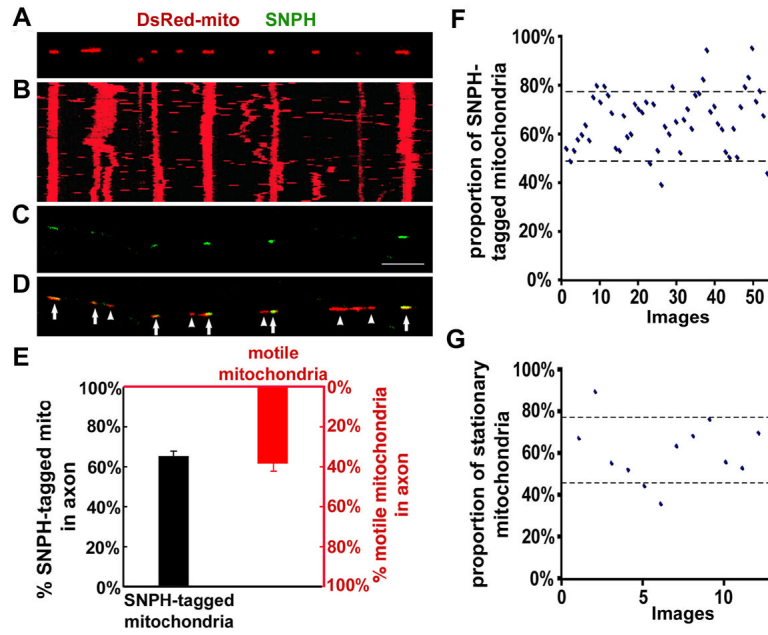 A
DsRed-mito SNPH
B
C
D
E
motile
mitochondria
% SNPH-tagged mito
in axon
100%
80%
60%
40%
20%
0%
0%
20%
40%
60%
80%
100%
% motile mitochondria
in axon
SNPH-tagged
mitochondria
F
proportion of SNPH-
tagged mitochondria
100%
80%
60%
40%
20%
0%
0
10
20
30
40
50
Images
G
proportion of stationary
mitochondria
100%
80%
60%
40%
20%
0%
0
5
10
Images